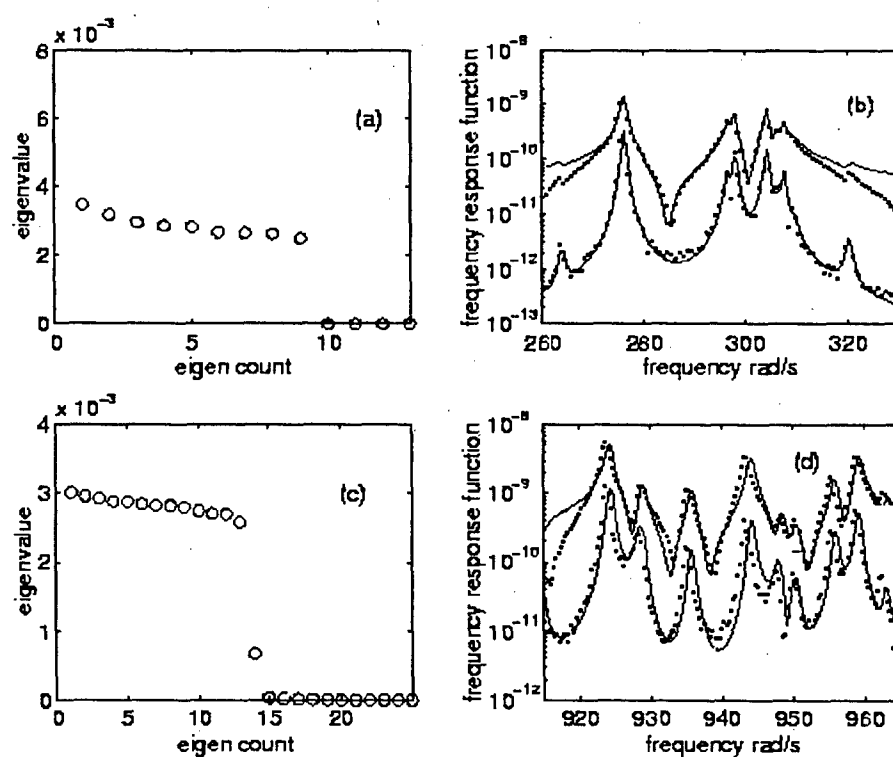 × 10⁻³
6
4
2
0
0 5 10
eigenvalue
eigen count
(a)
10⁻⁸
10⁻⁹
10⁻¹⁰
10⁻¹¹
10⁻¹²
10⁻¹³
260 280 300 320
frequency response function
frequency rad/s
(b)
× 10⁻³
4
3
2
1
0
0 5 10 15 20
eigenvalue
eigen count
(c)
10⁻⁸
10⁻⁹
10⁻¹⁰
10⁻¹¹
10⁻¹²
920 930 940 950 960
frequency response function
frequency rad/s
(d)